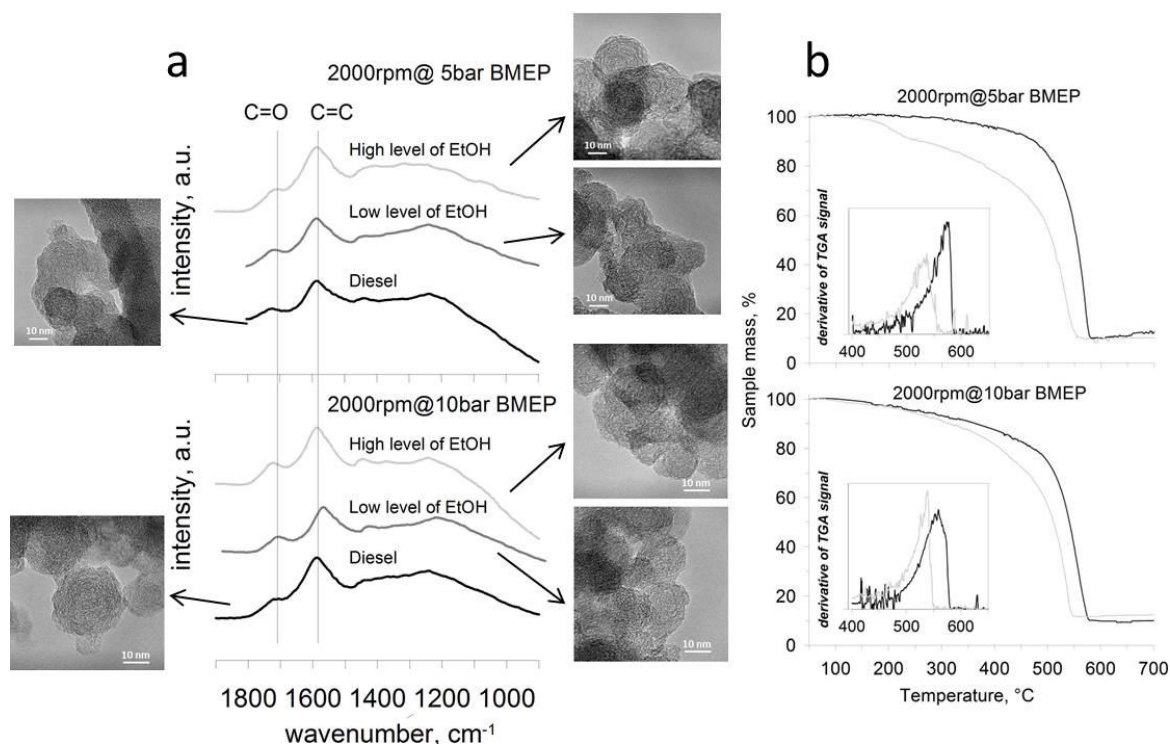 a
2000rpm@ 5bar BMEP
C=O C=C
High level of EtOH
Low level of EtOH
Diesel
intensity, a.u.
10 nm
10 nm
10 nm
2000rpm@10bar BMEP
High level of EtOH
Low level of EtOH
Diesel
intensity, a.u.
10 nm
10 nm
10 nm
1800 1600 1400 1200 1000
wavenumber, cm-1
b
2000rpm@5bar BMEP
100
80
60
40
20
0
derivative of TGA signal
400 500 600
Sample mass, %
2000rpm@10bar BMEP
100
80
60
40
20
0
derivative of TGA signal
400 500 600
100 200 300 400 500 600 700
Temperature, °C